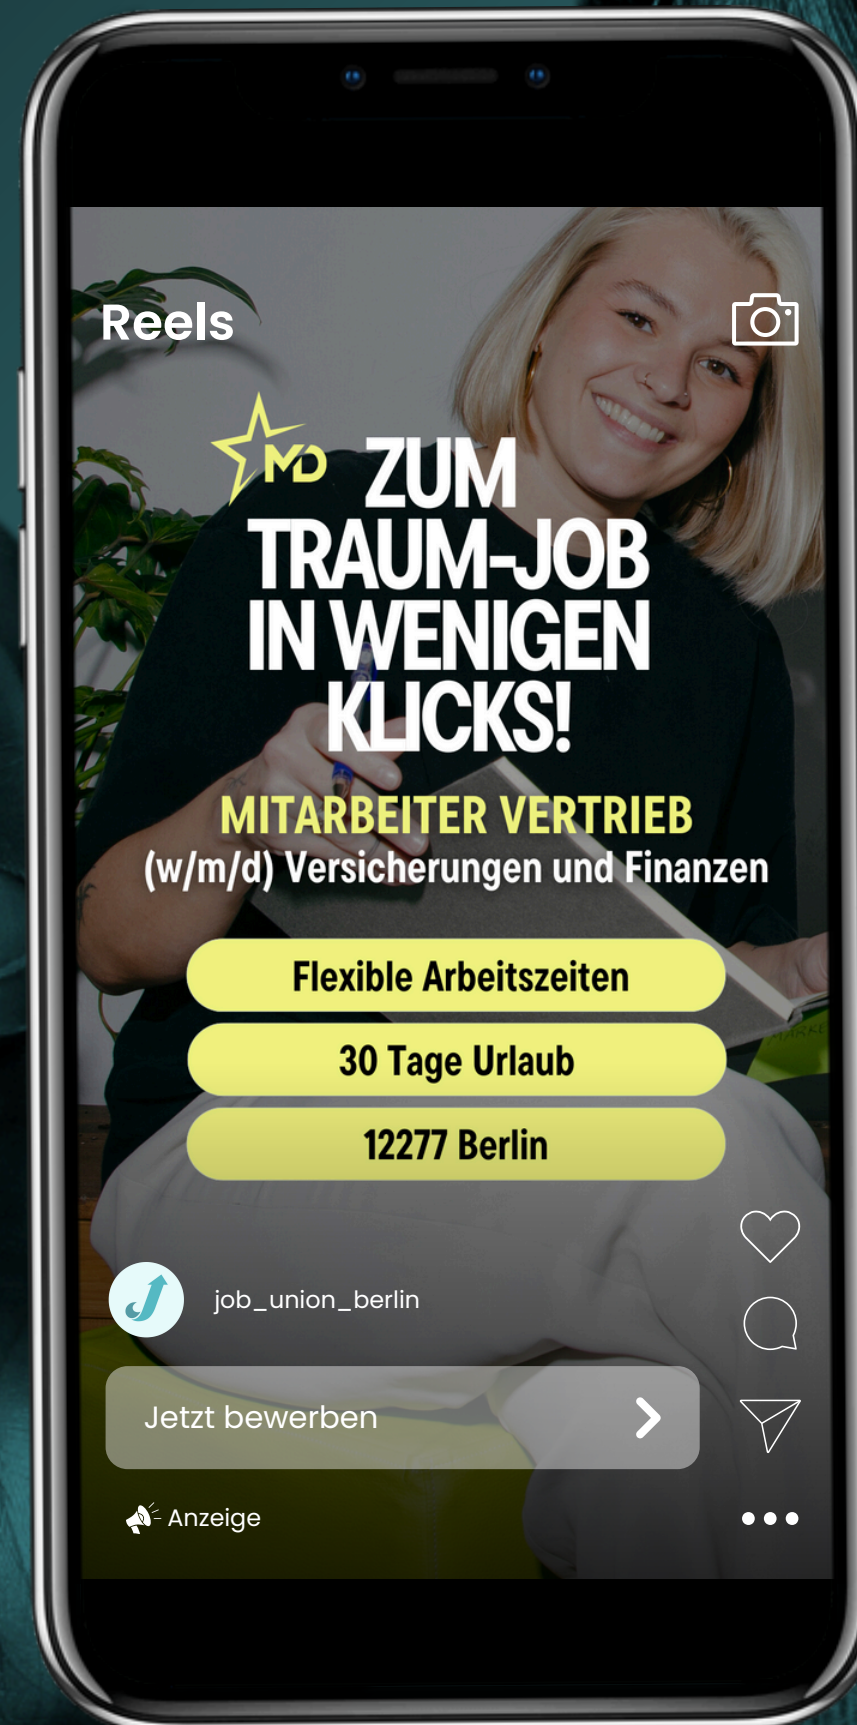 Reels
MD
ZUM
TRAUM-JOB
IN WENIGEN
KLICKS!
MITARBEITER VERTRIEB
(w/m/d) Versicherungen und Finanzen
Flexible Arbeitszeiten
30 Tage Urlaub
12277 Berlin
job_union_berlin
Jetzt bewerben
Anzeige